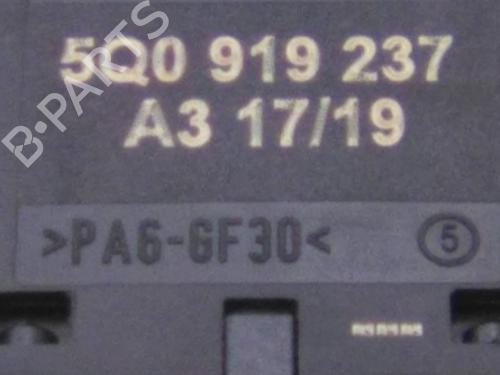 B·PARTS
5Q0 919 237
A3 17/19
>PA6-GF30<
5